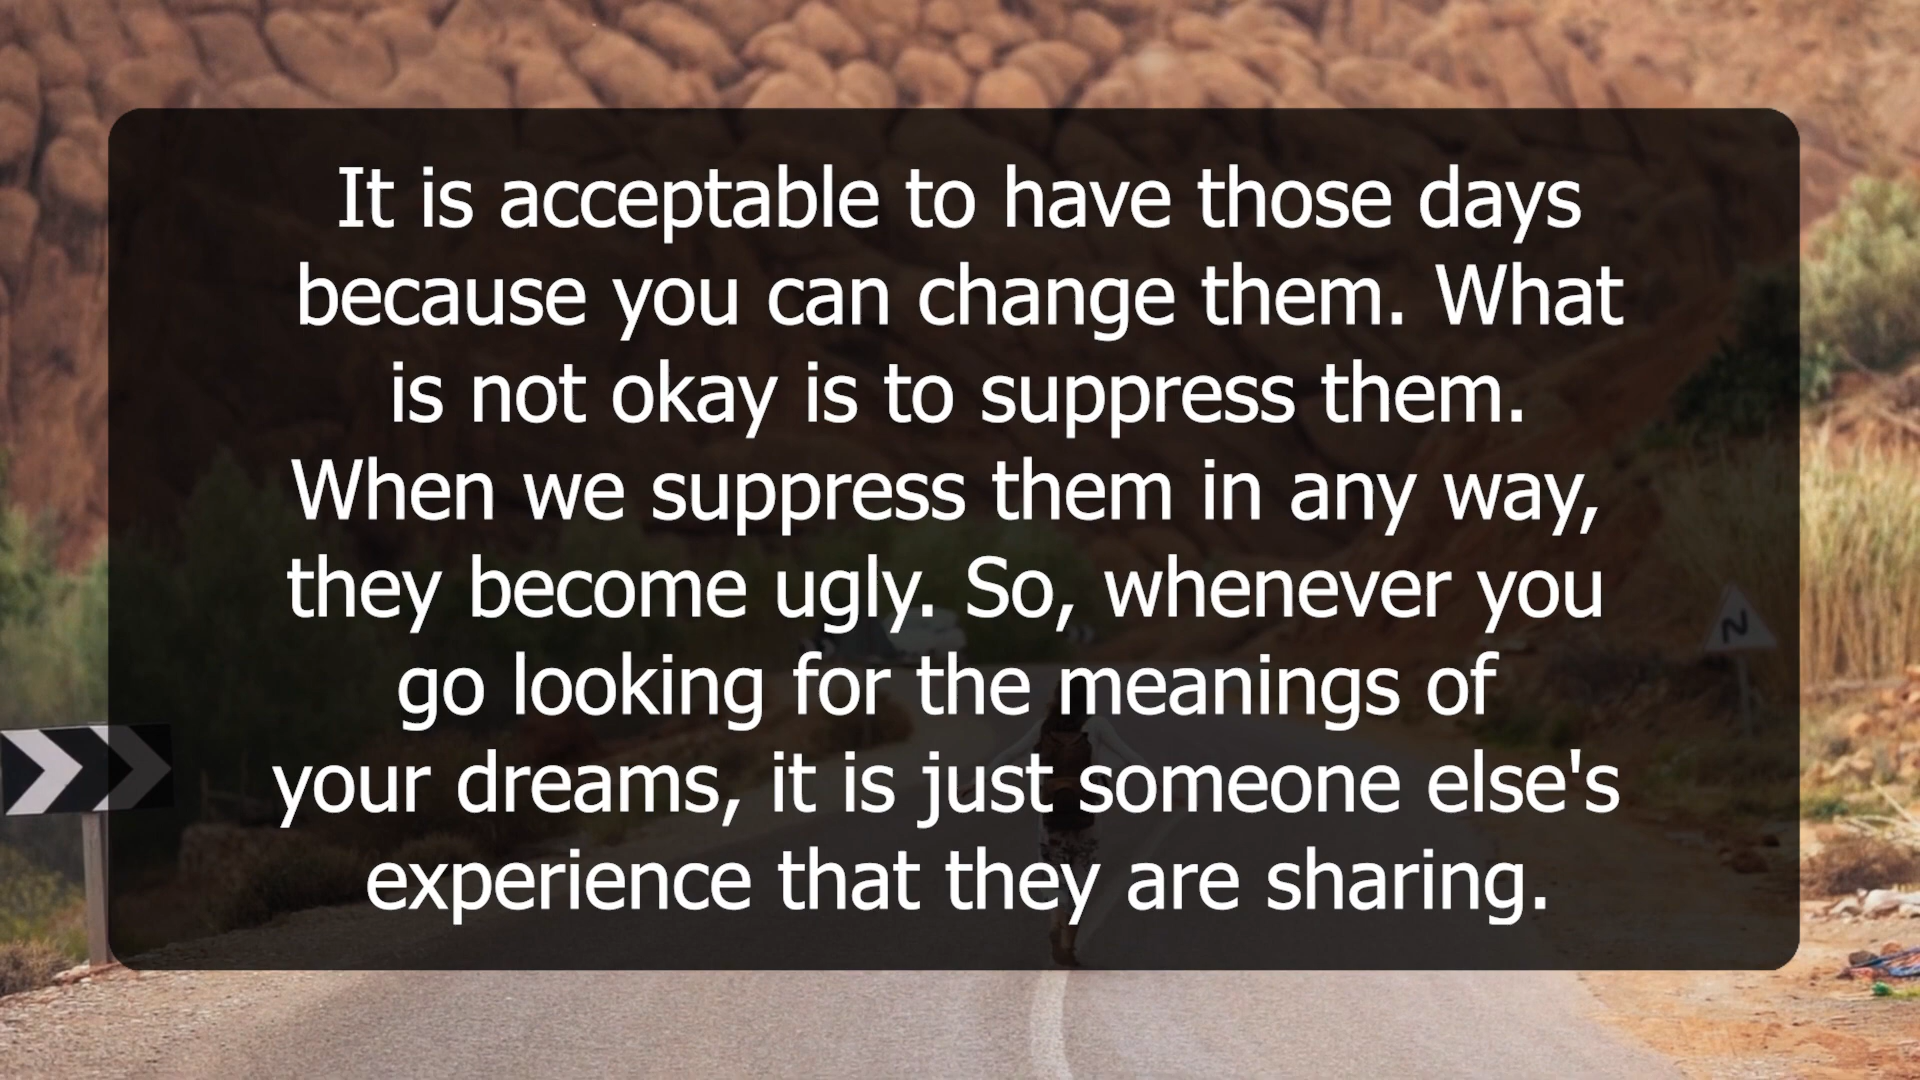 It is acceptable to have those days
because you can change them. What
is not okay is to suppress them.
When we suppress them in any way,
they become ugly. So, whenever you
go looking for the meanings of
your dreams, it is just someone else's
experience that they are sharing.